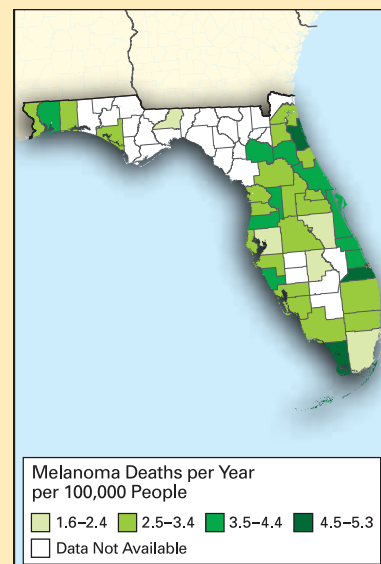 Melanoma Deaths per Year
per 100,000 People
1.6–2.4 2.5–3.4 3.5–4.4 4.5–5.3
Data Not Available